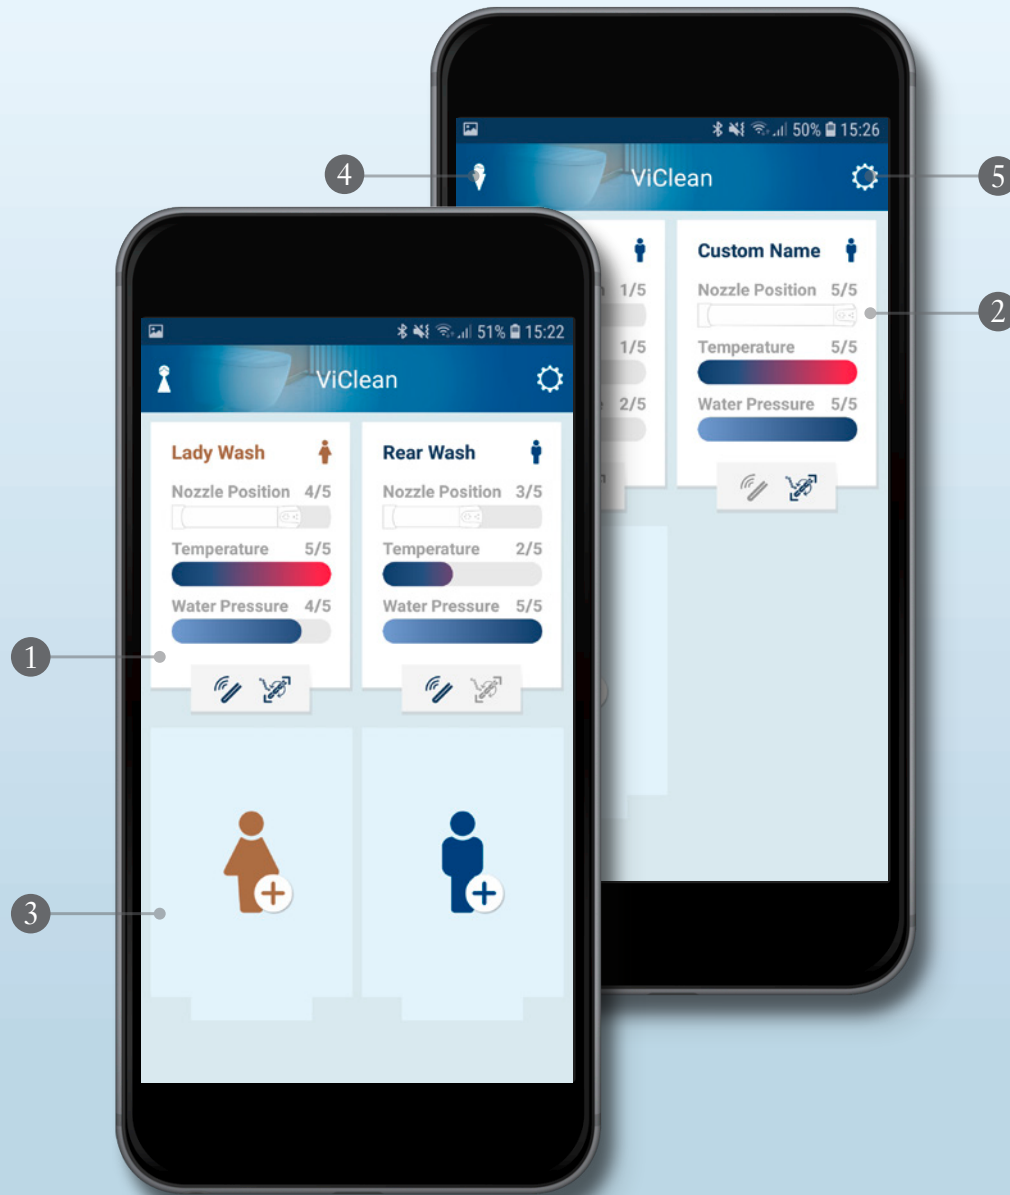 50% 15:26
4
ViClean
5
1/5
Custom Name
Nozzle Position 5/5
2
1/5
Temperature 5/5
2/5
Water Pressure 5/5
51% 15:22
ViClean
Lady Wash
Rear Wash
Nozzle Position 4/5
Nozzle Position 3/5
Temperature 5/5
Temperature 2/5
Water Pressure 4/5
Water Pressure 5/5
1
3